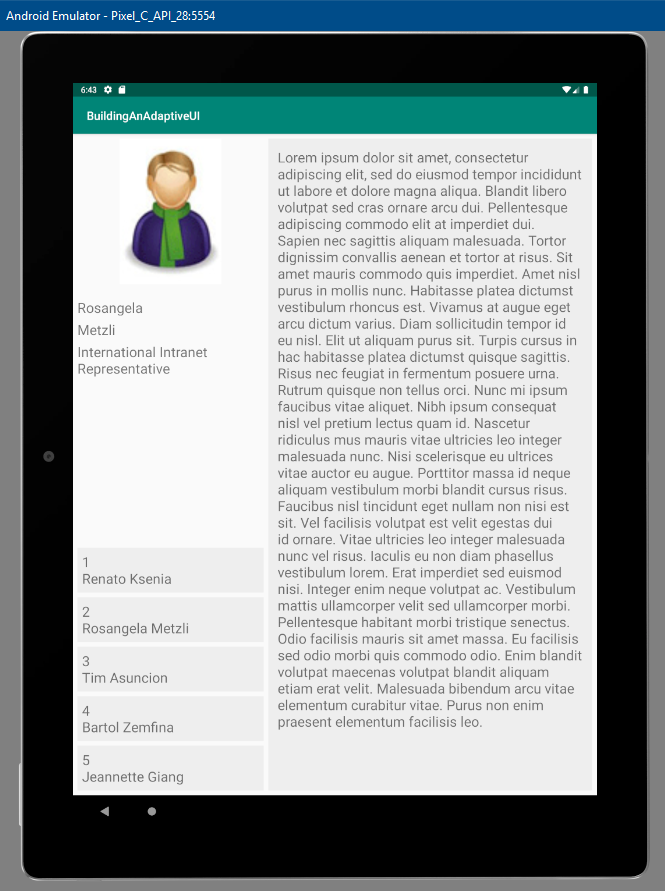 Android Emulator - Pixel_C_API_28:5554
6:43
BuildingAnAdaptiveUI
Rosangela
Metzli
International Intranet
Representative
1
Renato Ksenia
2
Rosangela Metzli
3
Tim Asuncion
4
Bartol Zemfina
5
Jeannette Giang
Lorem ipsum dolor sit amet, consectetur
adipiscing elit, sed do eiusmod tempor incididunt
ut labore et dolore magna aliqua. Blandit libero
volutpat sed cras ornare arcu dui. Pellentesque
adipiscing commodo elit at imperdiet dui.
Sapien nec sagittis aliquam malesuada. Tortor
dignissim convallis aenean et tortor at risus. Sit
amet mauris commodo quis imperdiet. Amet nisl
purus in mollis nunc. Habitasse platea dictumst
vestibulum rhoncus est. Vivamus at augue eget
arcu dictum varius. Diam sollicitudin tempor id
eu nisl. Elit ut aliquam purus sit. Turpis cursus in
hac habitasse platea dictumst quisque sagittis.
Risus nec feugiat in fermentum posuere urna.
Rutrum quisque non tellus orci. Nunc mi ipsum
faucibus vitae aliquet. Nibh ipsum consequat
nisl vel pretium lectus quam id. Nascetur
ridiculus mus mauris vitae ultricies leo integer
malesuada nunc. Nisi scelerisque eu ultrices
vitae auctor eu augue. Porttitor massa id neque
aliquam vestibulum morbi blandit cursus risus.
Faucibus nisl tincidunt eget nullam non nisi est
sit. Vel facilisis volutpat est velit egestas dui
id ornare. Vitae ultricies leo integer malesuada
nunc vel risus. Iaculis eu non diam phasellus
vestibulum lorem. Erat imperdiet sed euismod
nisi. Integer enim neque volutpat ac. Vestibulum
mattis ullamcorper velit sed ullamcorper morbi.
Pellentesque habitant morbi tristique senectus.
Odio facilisis mauris sit amet massa. Eu facilisis
sed odio morbi quis commodo odio. Enim blandit
volutpat maecenas volutpat blandit aliquam
etiam erat velit. Malesuada bibendum arcu vitae
elementum curabitur vitae. Purus non enim
praesent elementum facilisis leo.